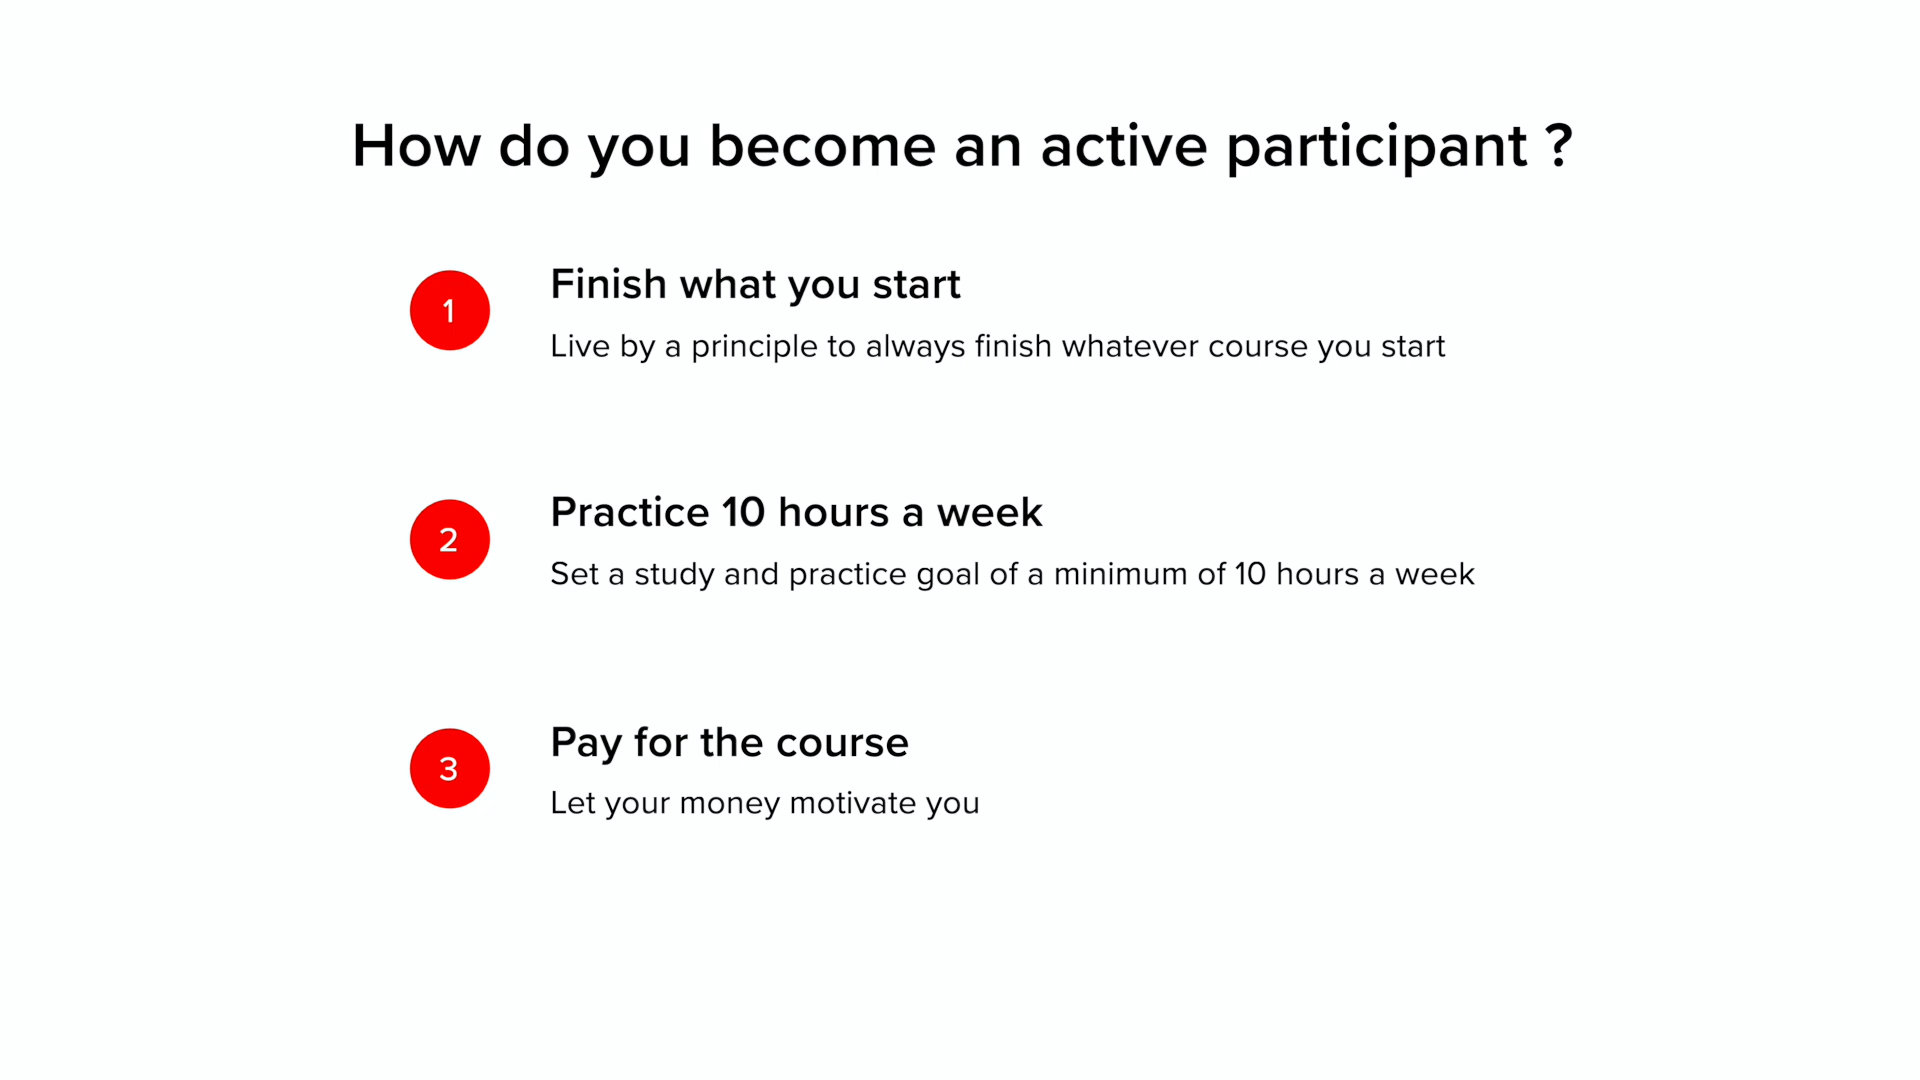 How do you become an active participant ?
1
Finish what you start
Live by a principle to always finish whatever course you start
2
Practice 10 hours a week
Set a study and practice goal of a minimum of 10 hours a week
3
Pay for the course
Let your money motivate you